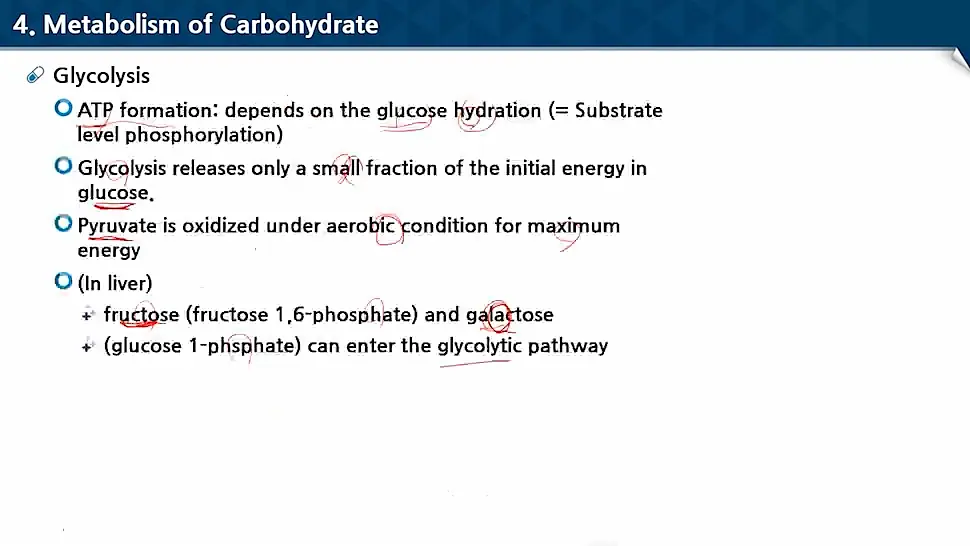 4. Metabolism of Carbohydrate
Glycolysis
ATP formation: depends on the glucose hydration (= Substrate
level phosphorylation)
Glycolysis releases only a small fraction of the initial energy in
glucose.
Pyruvate is oxidized under aerobic condition for maximum
energy
(In liver)
fructose (fructose 1,6-phosphate) and galactose
(glucose 1-phsphate) can enter the glycolytic pathway